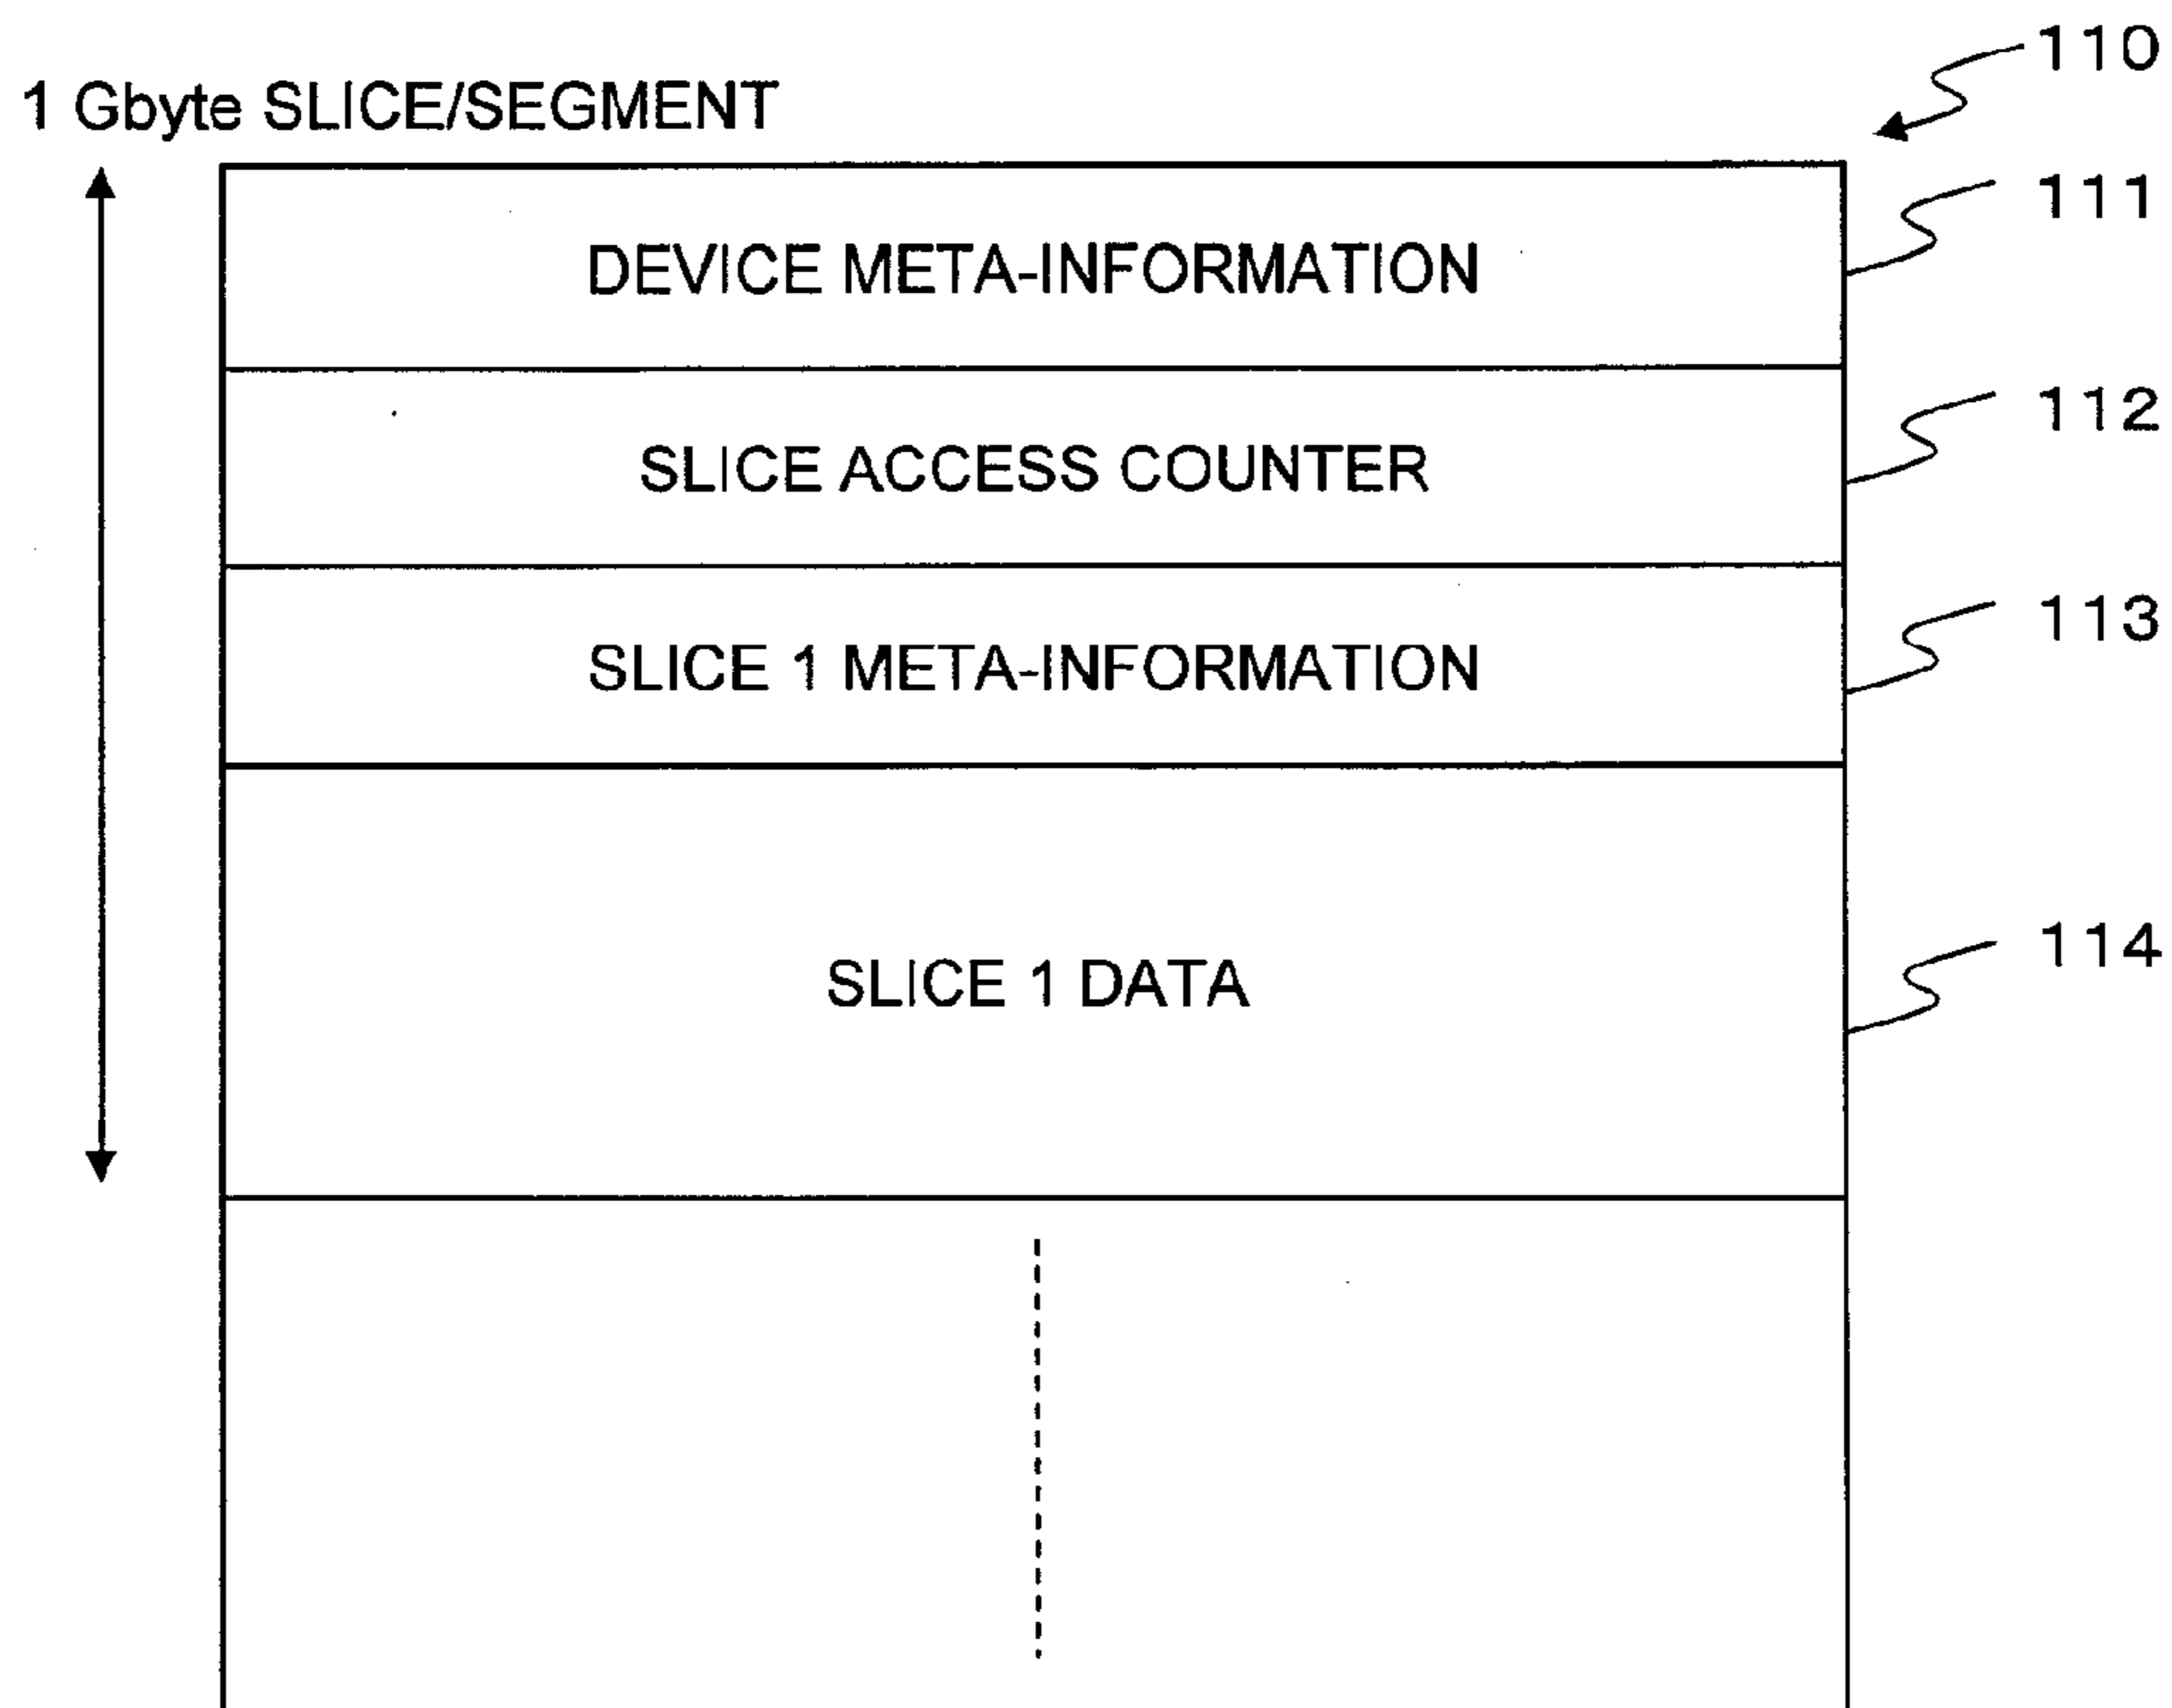 110
1 Gbyte SLICE/SEGMENT
111
DEVICE META-INFORMATION
112
SLICE ACCESS COUNTER
113
SLICE 1 META-INFORMATION
114
SLICE 1 DATA